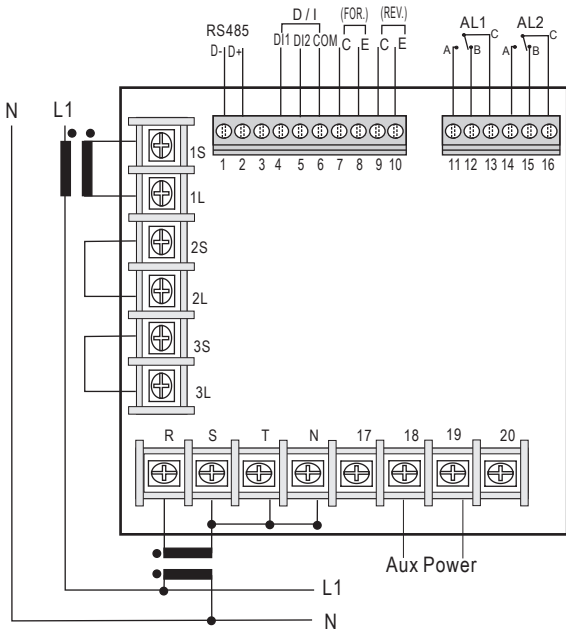 D / I (FOR.) (REV.) AL1 AL2
RS485
D- D+ DI1 DI2 COM C E C E A B C A B C
N L1
1S
1 2 3 4 5 6 7 8 9 10 11 12 13 14 15 16
1L
2S
2L
3S
3L
R S T N 17 18 19 20
Aux Power
L1
N